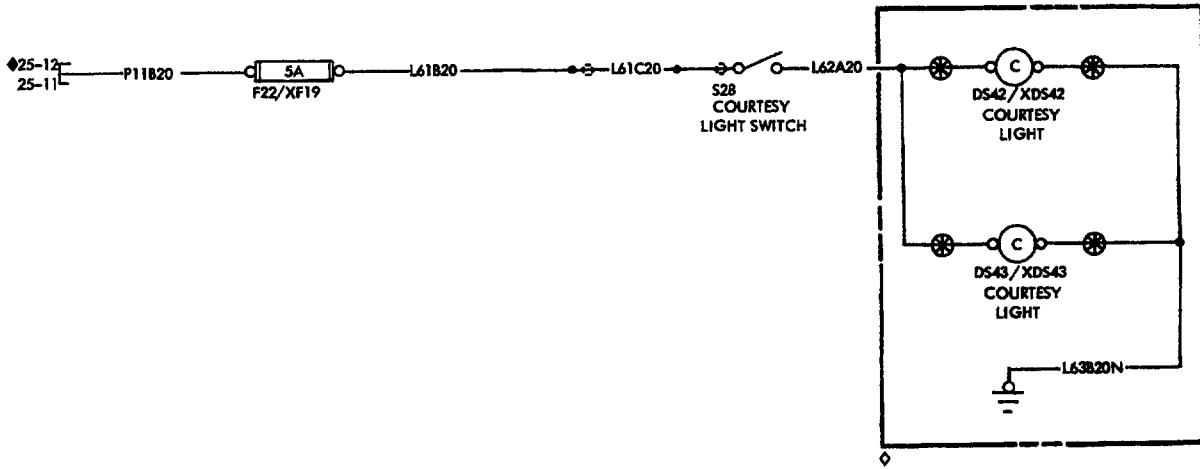 ◆25-12
25-11
P11B20
5A
F22/XF19
L61B20
L61C20
S28
COURTESY
LIGHT SWITCH
L62A20
C
DS42/XDS42
COURTESY
LIGHT
C
DS43/XDS43
COURTESY
LIGHT
L63B20N